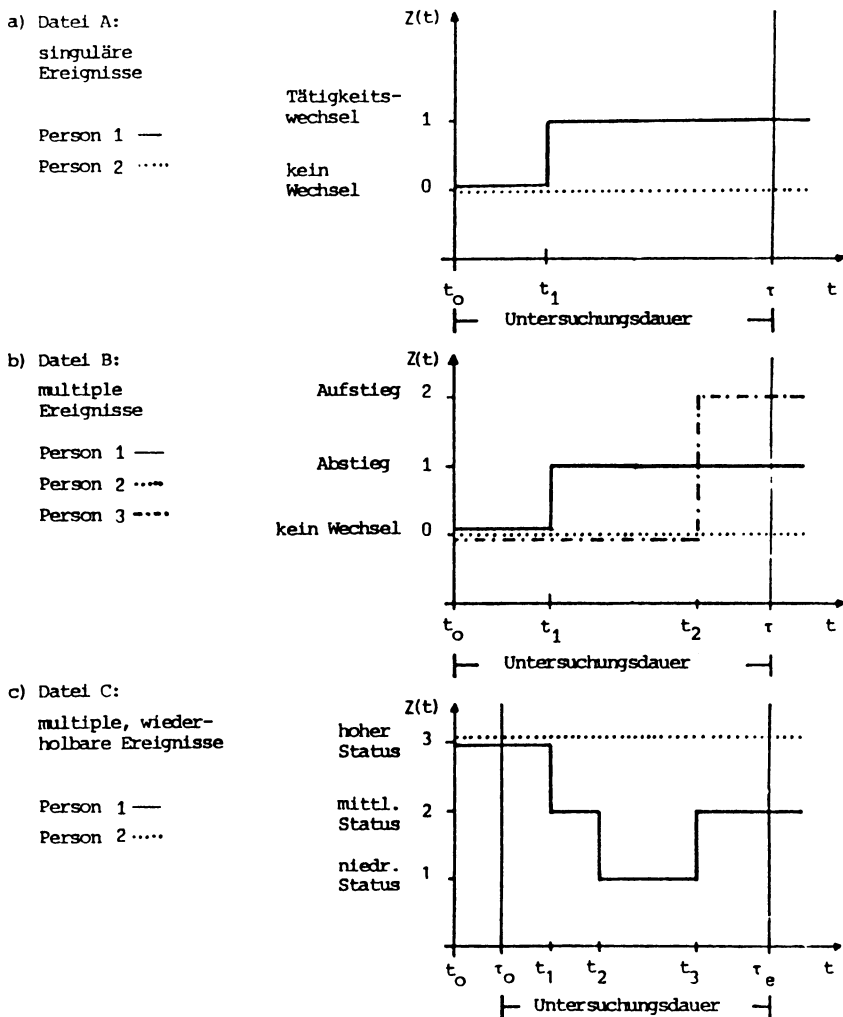 a) Datei A:
singuläre
Ereignisse
Person 1 —
Person 2 ·····
Z(t)
Tätigkeits-
wechsel
1
kein
Wechsel
0
t₀ t₁ τ t
Untersuchungsdauer
b) Datei B:
multiple
Ereignisse
Person 1 —
Person 2 ·····
Person 3 -·-·-
Z(t)
Aufstieg 2
Abstieg 1
kein Wechsel 0
t₀ t₁ t₂ τ t
Untersuchungsdauer
c) Datei C:
multiple, wieder-
holbare Ereignisse
Person 1 —
Person 2 ·····
Z(t)
hoher
Status 3
mittl.
Status 2
niedr.
Status 1
t₀ τ₀ t₁ t₂ t₃ τₑ t
Untersuchungsdauer